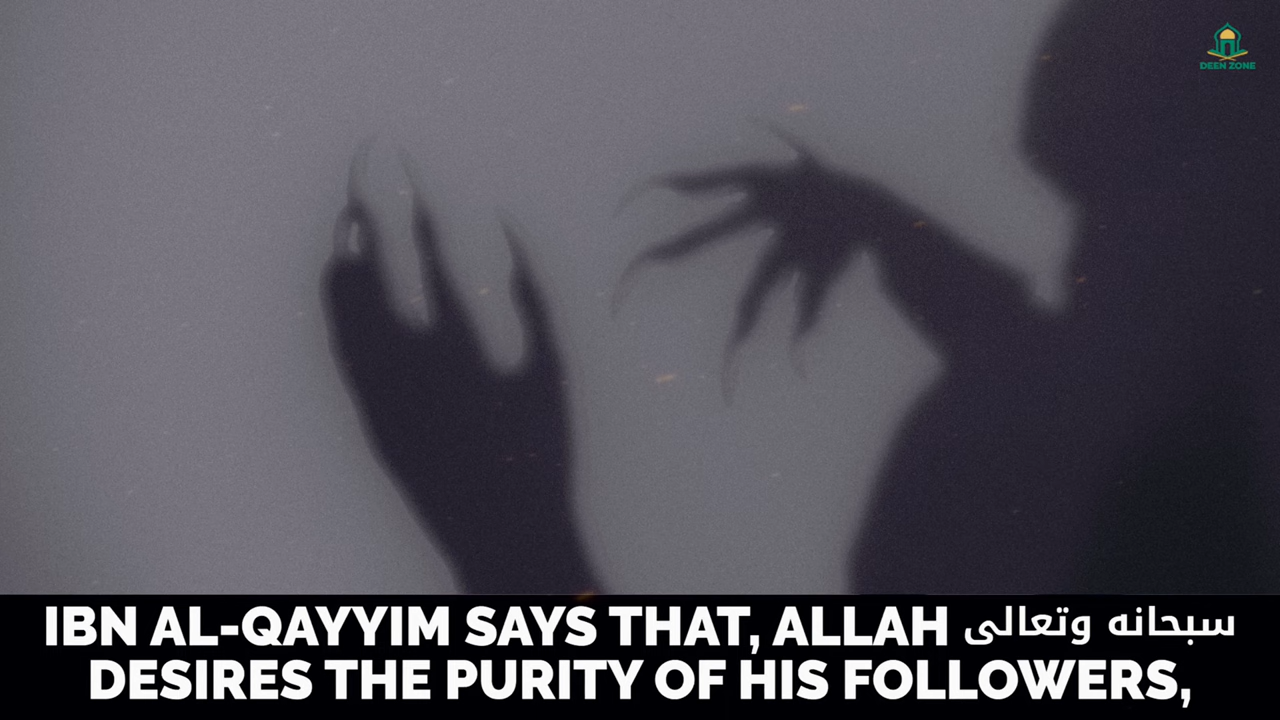 DEEN ZONE
IBN AL-QAYYIM SAYS THAT, ALLAH سبحانه وتعالى
DESIRES THE PURITY OF HIS FOLLOWERS,